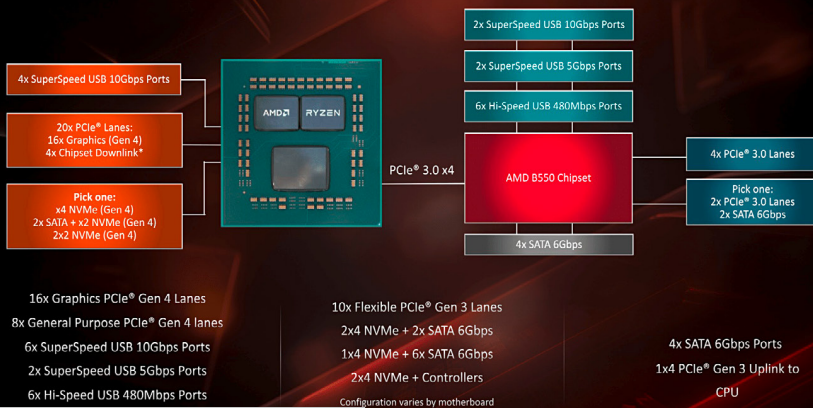 2x SuperSpeed USB 10Gbps Ports
2x SuperSpeed USB 5Gbps Ports
6x Hi-Speed USB 480Mbps Ports
4x SuperSpeed USB 10Gbps Ports
20x PCIe® Lanes:
16x Graphics (Gen 4)
4x Chipset Downlink*
Pick one:
x4 NVMe (Gen 4)
2x SATA + x2 NVMe (Gen 4)
2x2 NVMe (Gen 4)
AMD RYZEN
PCIe® 3.0 x4
AMD B550 Chipset
4x SATA 6Gbps
4x PCIe® 3.0 Lanes
Pick one:
2x PCIe® 3.0 Lanes
2x SATA 6Gbps
16x Graphics PCIe® Gen 4 Lanes
8x General Purpose PCIe® Gen 4 lanes
6x SuperSpeed USB 10Gbps Ports
2x SuperSpeed USB 5Gbps Ports
6x Hi-Speed USB 480Mbps Ports
10x Flexible PCIe® Gen 3 Lanes
2x4 NVMe + 2x SATA 6Gbps
1x4 NVMe + 6x SATA 6Gbps
2x4 NVMe + Controllers
Configuration varies by motherboard
4x SATA 6Gbps Ports
1x4 PCIe® Gen 3 Uplink to
CPU